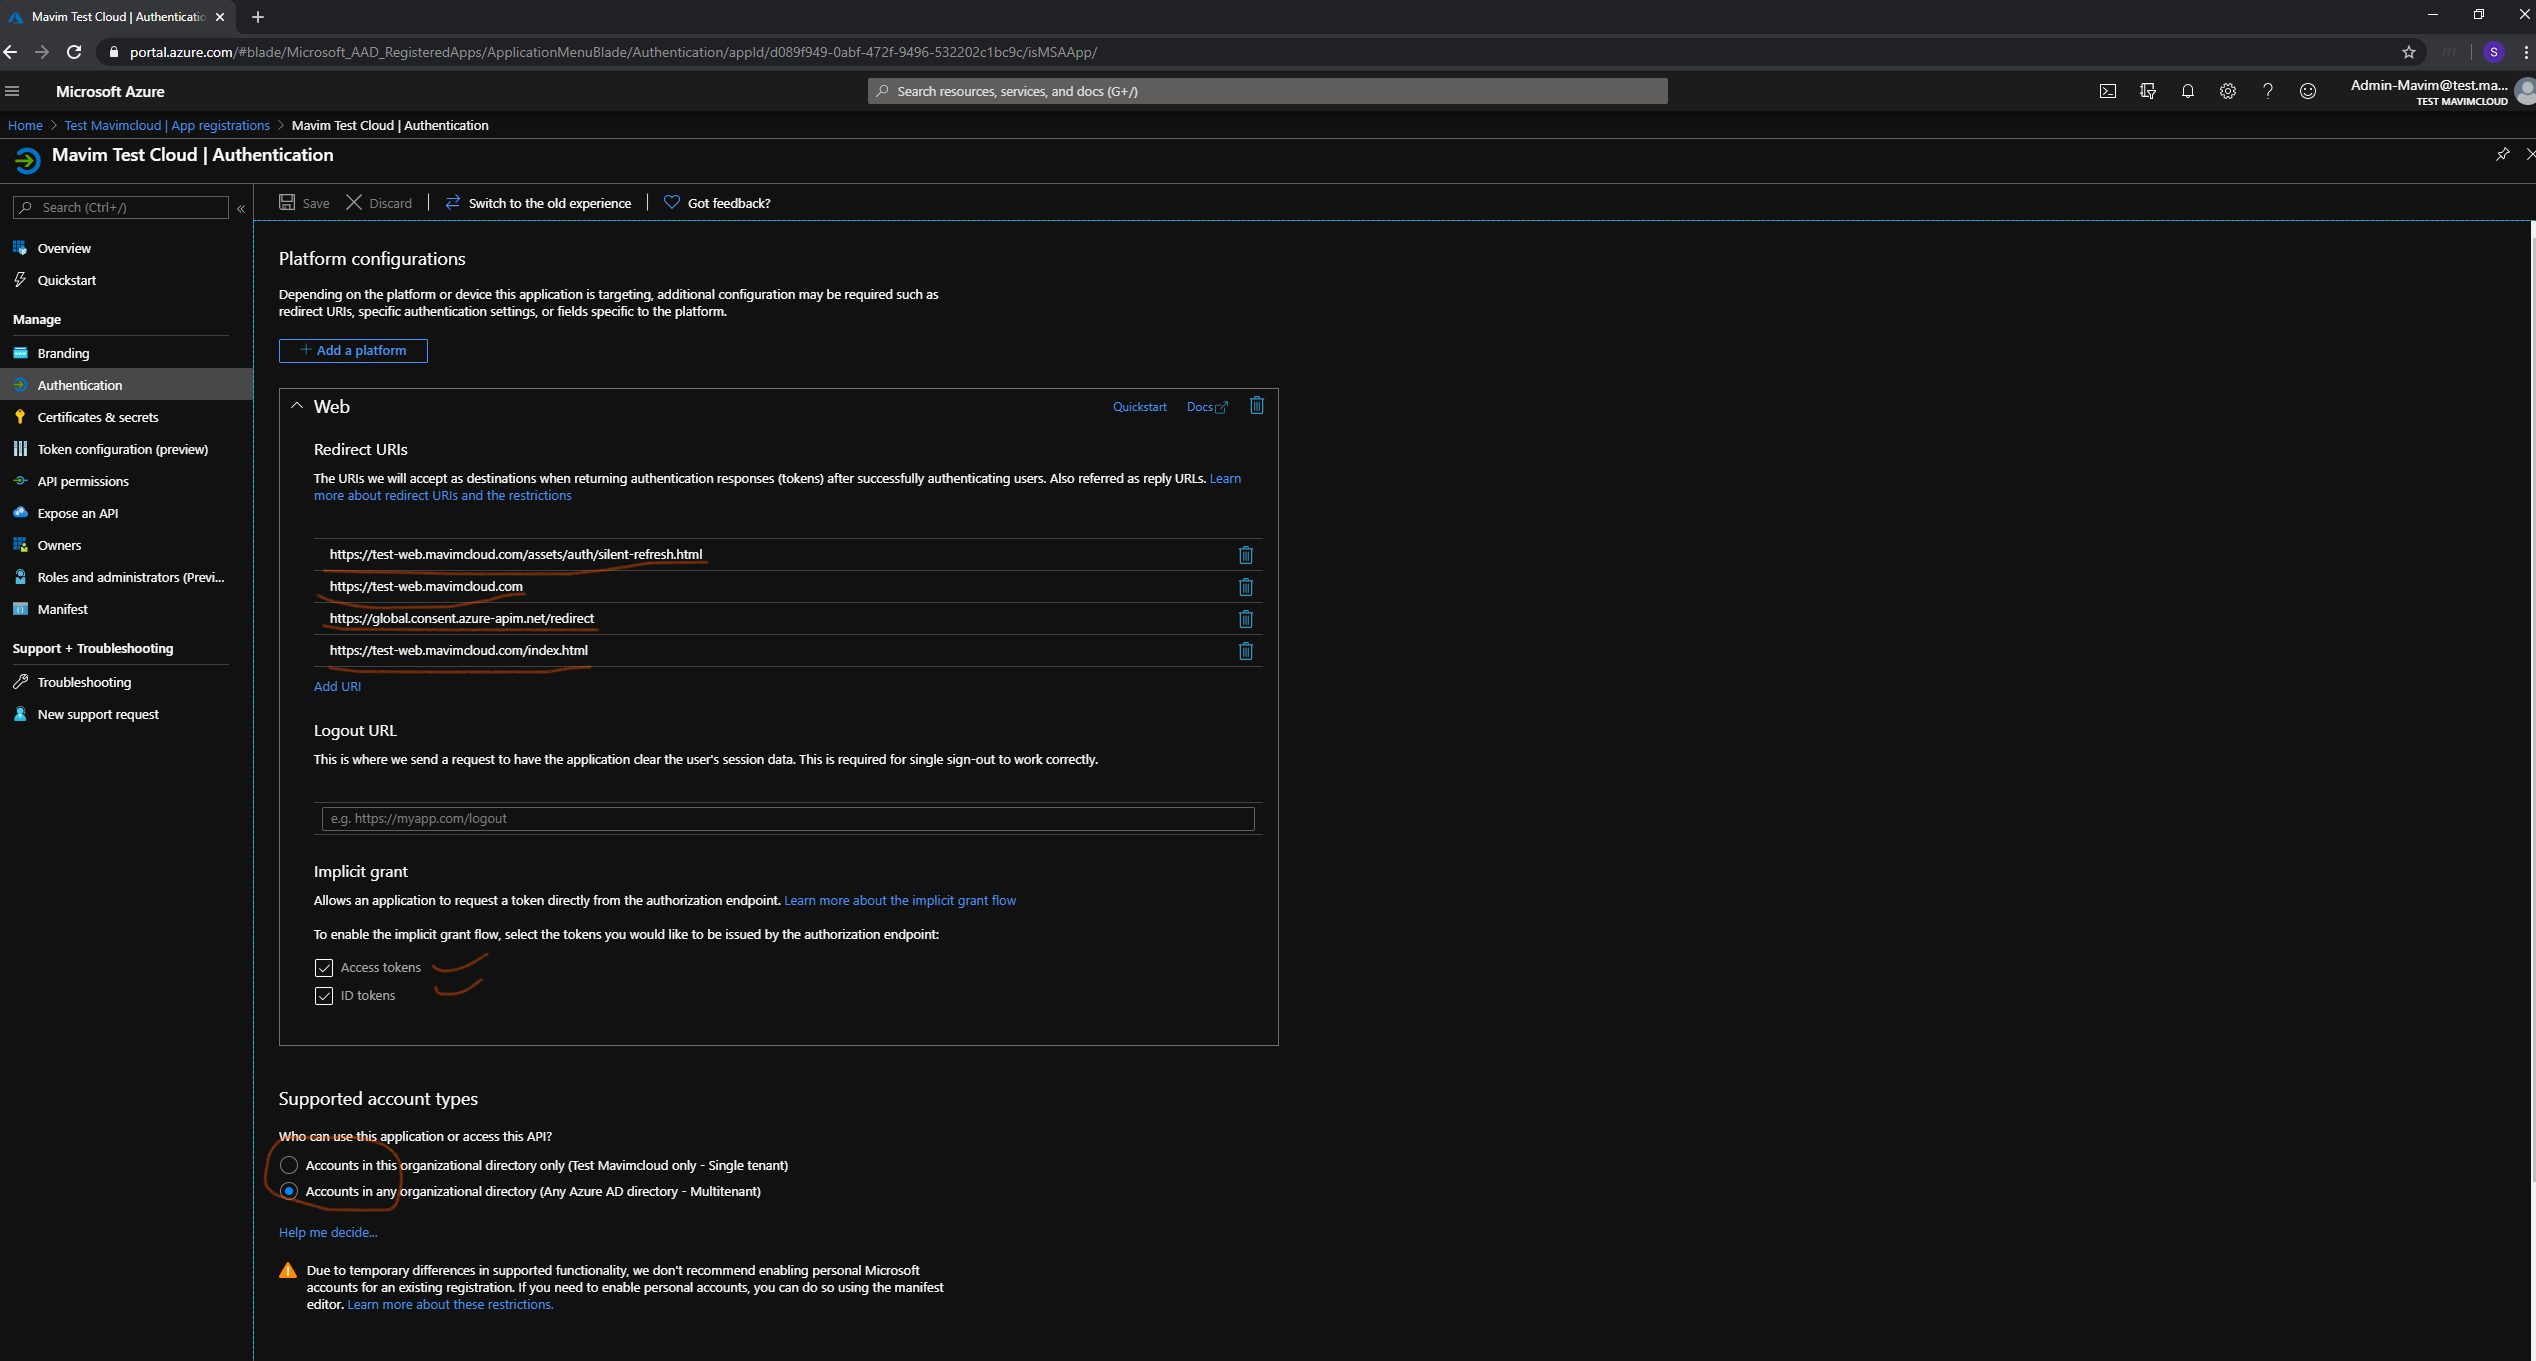 Mavim Test Cloud | Authenticatio
portal.azure.com/#blade/Microsoft_AAD_RegisteredApps/ApplicationMenuBlade/Authentication/appId/d089f949-0abf-472f-9496-532202c1bc9c/isMSAApp/
S
Microsoft Azure
Search resources, services, and docs (G+/)
Admin-Mavim@test.ma...
TEST MAVIMCLOUD
Home > Test Mavimcloud | App registrations > Mavim Test Cloud | Authentication
Mavim Test Cloud | Authentication
Search (Ctrl+/)
Save
Discard
Switch to the old experience
Got feedback?
Overview
Quickstart
Manage
Branding
Authentication
Certificates & secrets
Token configuration (preview)
API permissions
Expose an API
Owners
Roles and administrators (Previ...
Manifest
Support + Troubleshooting
Troubleshooting
New support request
Platform configurations
Depending on the platform or device this application is targeting, additional configuration may be required such as
redirect URIs, specific authentication settings, or fields specific to the platform.
+ Add a platform
Web
Quickstart
Docs
Redirect URIs
The URIs we will accept as destinations when returning authentication responses (tokens) after successfully authenticating users. Also referred as reply URLs. Learn
more about redirect URIs and the restrictions
https://test-web.mavimcloud.com/assets/auth/silent-refresh.html
https://test-web.mavimcloud.com
https://global.consent.azure-apim.net/redirect
https://test-web.mavimcloud.com/index.html
Add URI
Logout URL
This is where we send a request to have the application clear the user's session data. This is required for single sign-out to work correctly.
e.g. https://myapp.com/logout
Implicit grant
Allows an application to request a token directly from the authorization endpoint. Learn more about the implicit grant flow
To enable the implicit grant flow, select the tokens you would like to be issued by the authorization endpoint:
Access tokens
ID tokens
Supported account types
Who can use this application or access this API?
Accounts in this organizational directory only (Test Mavimcloud only - Single tenant)
Accounts in any organizational directory (Any Azure AD directory - Multitenant)
Help me decide...
Due to temporary differences in supported functionality, we don't recommend enabling personal Microsoft
accounts for an existing registration. If you need to enable personal accounts, you can do so using the manifest
editor. Learn more about these restrictions.